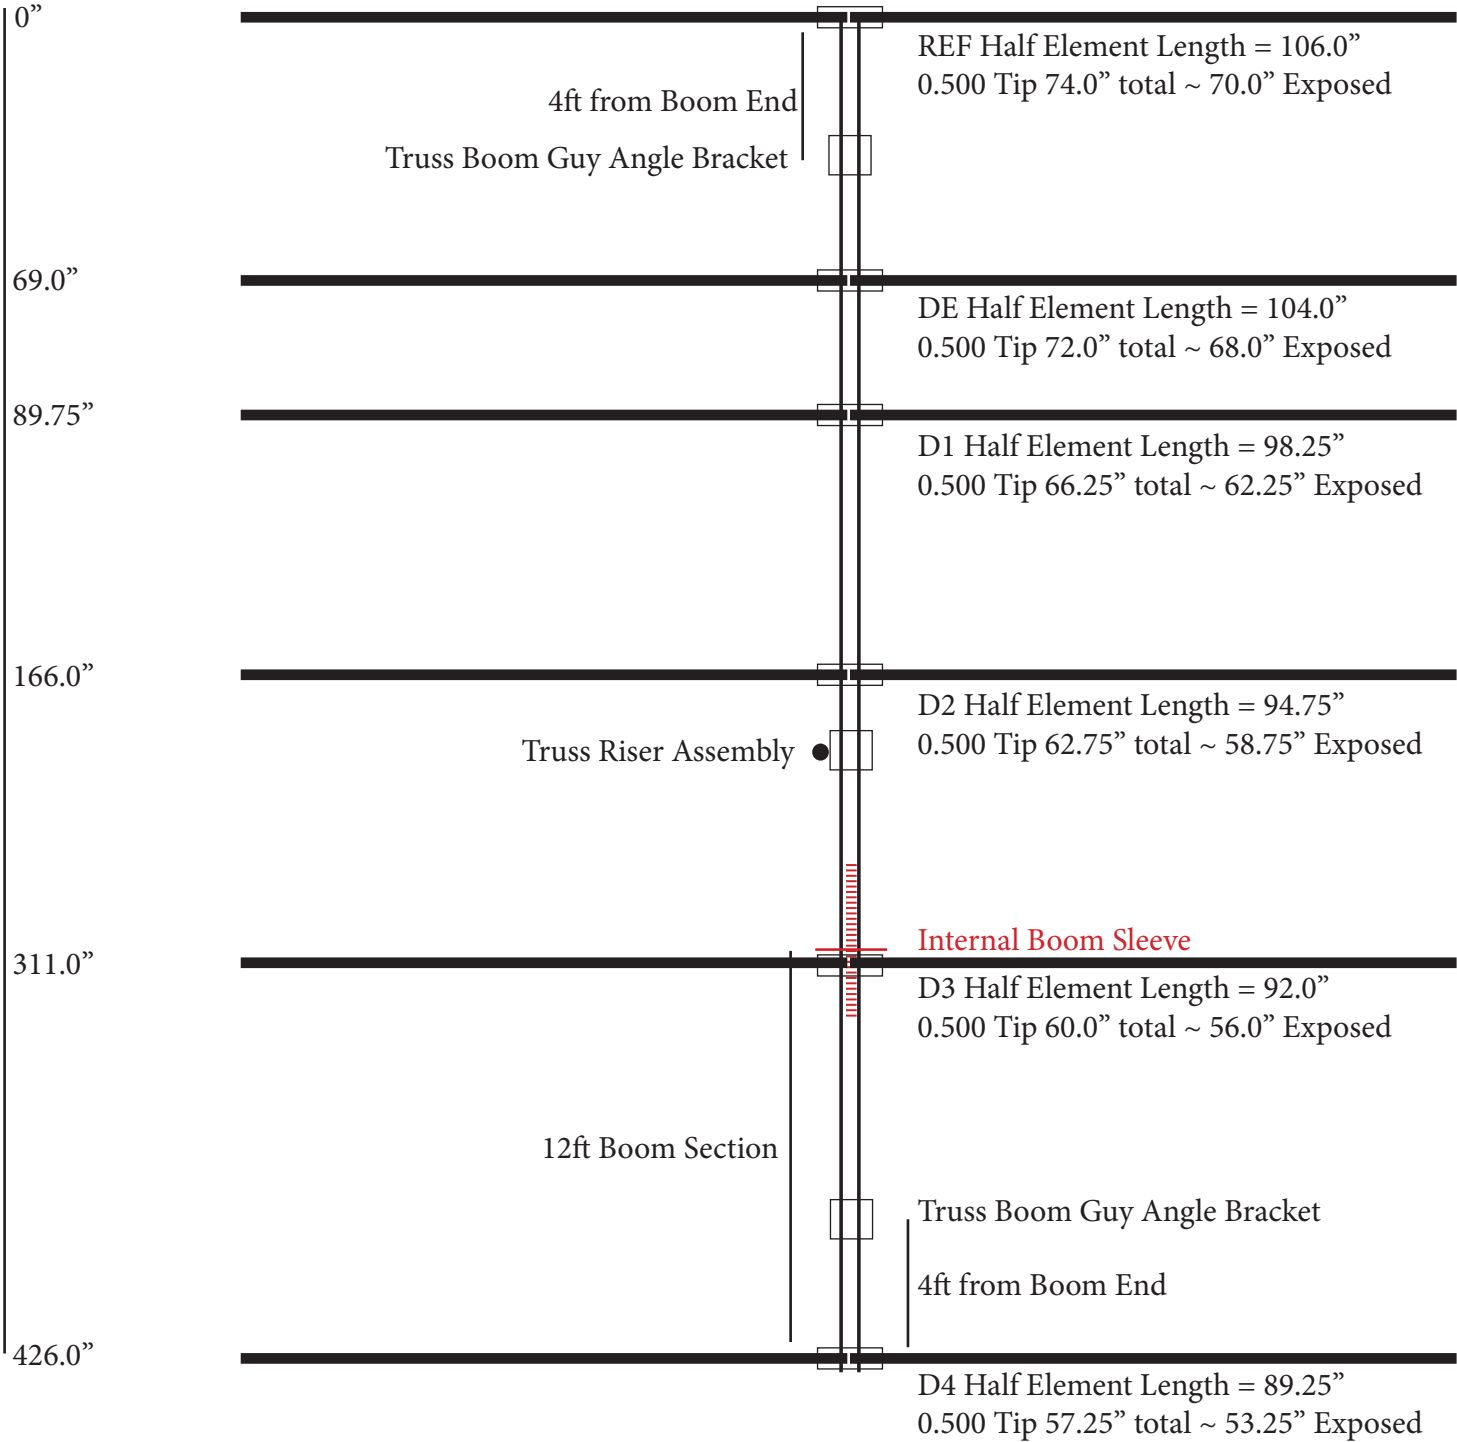 0”
REF Half Element Length = 106.0”
0.500 Tip 74.0” total ~ 70.0” Exposed
4ft from Boom End
Truss Boom Guy Angle Bracket
69.0”
DE Half Element Length = 104.0”
0.500 Tip 72.0” total ~ 68.0” Exposed
89.75”
D1 Half Element Length = 98.25”
0.500 Tip 66.25” total ~ 62.25” Exposed
166.0”
D2 Half Element Length = 94.75”
0.500 Tip 62.75” total ~ 58.75” Exposed
Truss Riser Assembly
Internal Boom Sleeve
311.0”
D3 Half Element Length = 92.0”
0.500 Tip 60.0” total ~ 56.0” Exposed
12ft Boom Section
Truss Boom Guy Angle Bracket
4ft from Boom End
426.0”
D4 Half Element Length = 89.25”
0.500 Tip 57.25” total ~ 53.25” Exposed